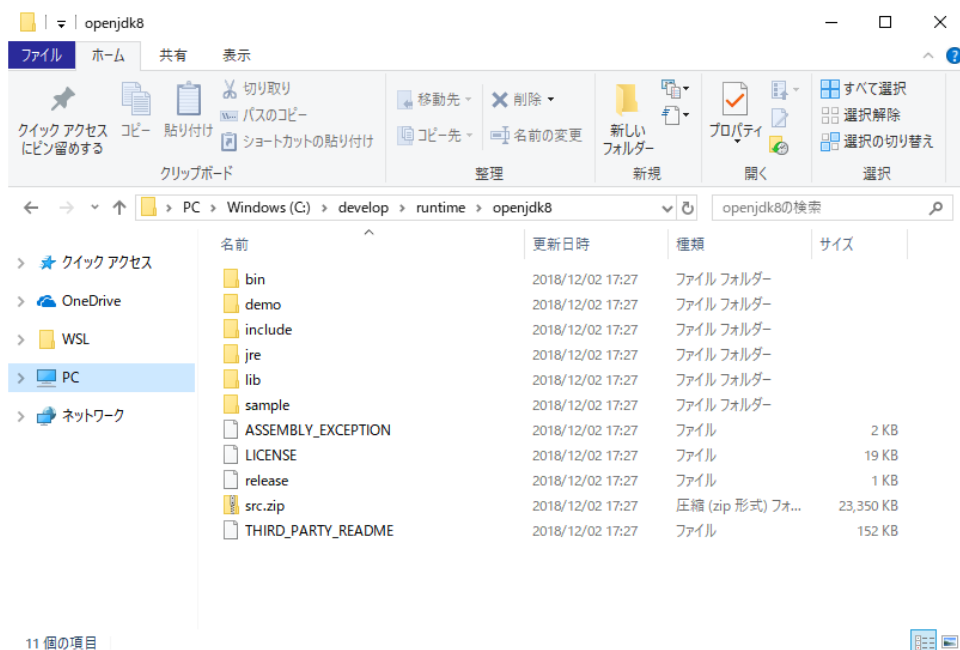 openjdk8
ファイル ホーム 共有 表示
クイック アクセス
にピン留めする
コピー
貼り付け
切り取り
パスのコピー
ショートカットの貼り付け
クリップボード
移動先
コピー先
削除
名前の変更
整理
新しい
フォルダー
新規
プロパティ
開く
すべて選択
選択解除
選択の切り替え
選択
PC › Windows (C:) › develop › runtime › openjdk8
openjdk8の検索
クイック アクセス
OneDrive
WSL
PC
ネットワーク
名前 更新日時 種類 サイズ
bin 2018/12/02 17:27 ファイル フォルダー
demo 2018/12/02 17:27 ファイル フォルダー
include 2018/12/02 17:27 ファイル フォルダー
jre 2018/12/02 17:27 ファイル フォルダー
lib 2018/12/02 17:27 ファイル フォルダー
sample 2018/12/02 17:27 ファイル フォルダー
ASSEMBLY_EXCEPTION 2018/12/02 17:27 ファイル 2 KB
LICENSE 2018/12/02 17:27 ファイル 19 KB
release 2018/12/02 17:27 ファイル 1 KB
src.zip 2018/12/02 17:27 圧縮 (zip 形式) フォ... 23,350 KB
THIRD_PARTY_README 2018/12/02 17:27 ファイル 152 KB
11 個の項目